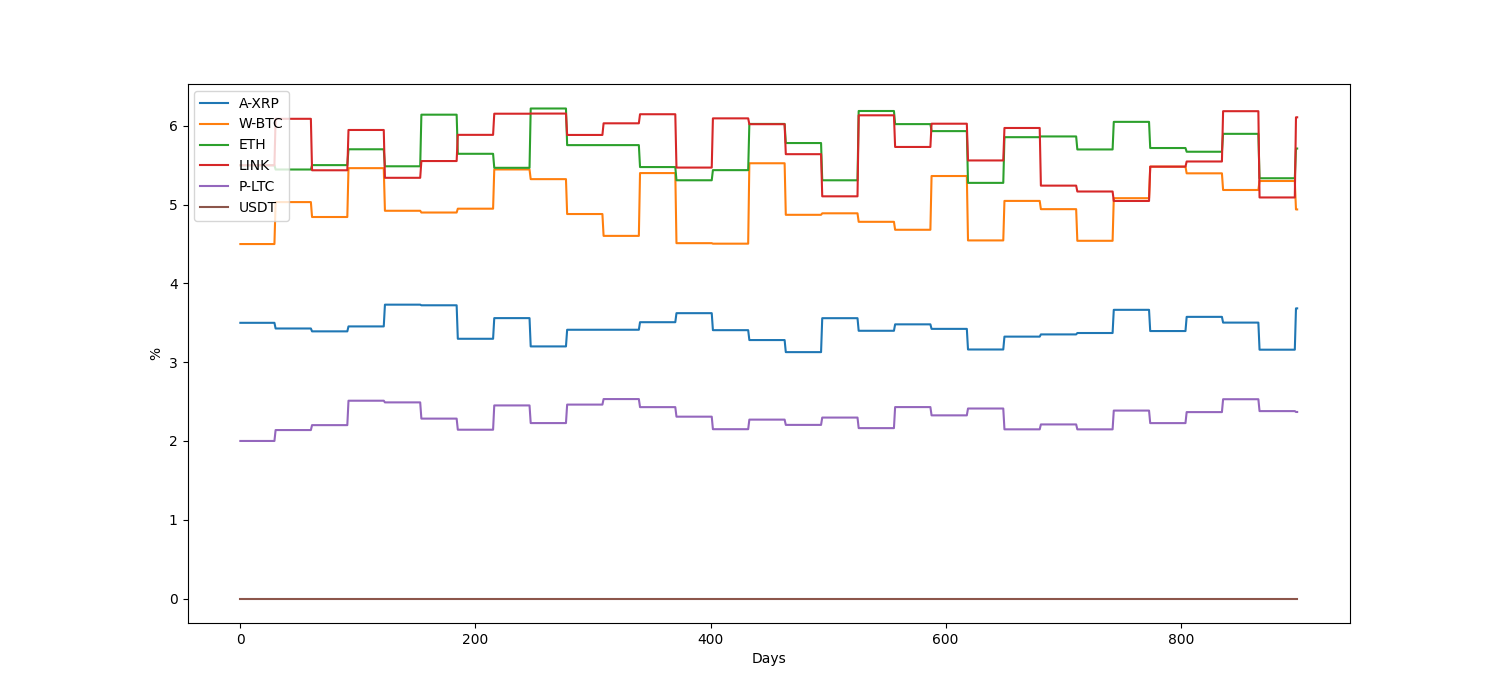 A-XRP
W-BTC
ETH
LINK
P-LTC
USDT
6
5
4
3
2
1
0
%
0 200 400 600 800
Days